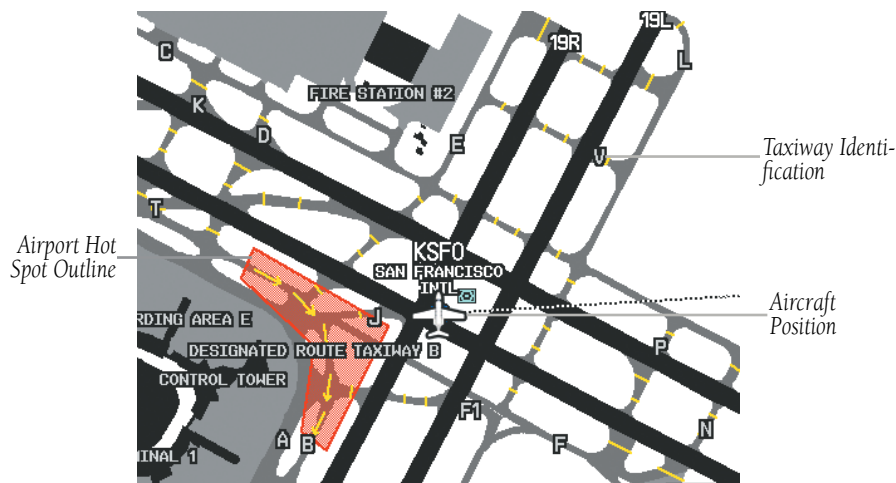 19L
19R
C
L
FIRE STATION #2
K
D
E
V
Taxiway Identi-
fication
T
Airport Hot
Spot Outline
KSFO
SAN FRANCISCO
INTL
Aircraft
Position
RDING AREA E
J
DESIGNATED ROUTE TAXIWAY B
P
CONTROL TOWER
F1
N
A
B
F
INAL 1